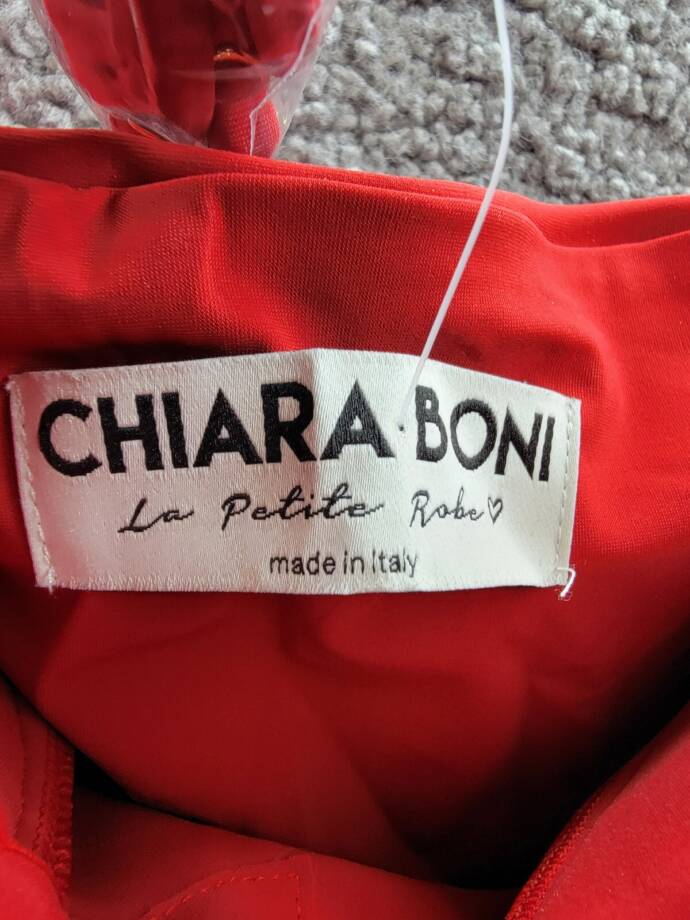 CHIARA BONI
La Petite Robe♡
made in Italy